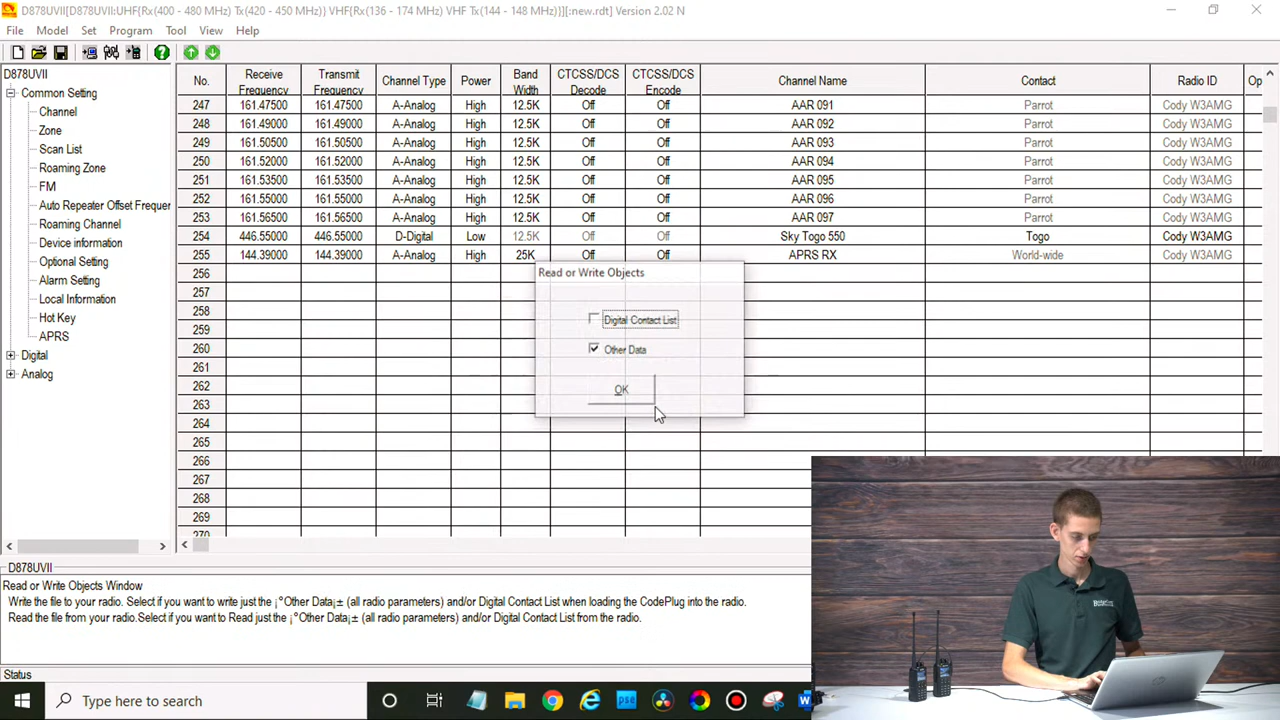 D878UVII[D878UVII:UHF{Rx(400 - 480 MHz) Tx(420 - 450 MHz)} VHF{Rx(136 - 174 MHz VHF Tx(144 - 148 MHz)}][:new.rdt] Version 2.02 N
File Model Set Program Tool View Help
D878UVII
Common Setting
Channel
Zone
Scan List
Roaming Zone
FM
Auto Repeater Offset Frequer
Roaming Channel
Device information
Optional Setting
Alarm Setting
Local Information
Hot Key
APRS
Digital
Analog
No. Receive Frequency Transmit Frequency Channel Type Power Band Width CTCSS/DCS Decode CTCSS/DCS Encode Channel Name Contact Radio ID Op
247 161.47500 161.47500 A-Analog High 12.5K Off Off AAR 091 Parrot Cody W3AMG
248 161.49000 161.49000 A-Analog High 12.5K Off Off AAR 092 Parrot Cody W3AMG
249 161.50500 161.50500 A-Analog High 12.5K Off Off AAR 093 Parrot Cody W3AMG
250 161.52000 161.52000 A-Analog High 12.5K Off Off AAR 094 Parrot Cody W3AMG
251 161.53500 161.53500 A-Analog High 12.5K Off Off AAR 095 Parrot Cody W3AMG
252 161.55000 161.55000 A-Analog High 12.5K Off Off AAR 096 Parrot Cody W3AMG
253 161.56500 161.56500 A-Analog High 12.5K Off Off AAR 097 Parrot Cody W3AMG
254 446.55000 446.55000 D-Digital Low 12.5K Off Off Sky Togo 550 Togo Cody W3AMG
255 144.39000 144.39000 A-Analog High 25K Off Off APRS RX World-wide Cody W3AMG
256
257
258
259
260
261
262
263
264
265
266
267
268
269
270
Read or Write Objects
Digital Contact List
Other Data
OK
D878UVII
Read or Write Objects Window
Write the file to your radio. Select if you want to write just the ¡°Other Data¡± (all radio parameters) and/or Digital Contact List when loading the CodePlug into the radio.
Read the file from your radio.Select if you want to Read just the ¡°Other Data¡± (all radio parameters) and/or Digital Contact List from the radio.
Status
Type here to search